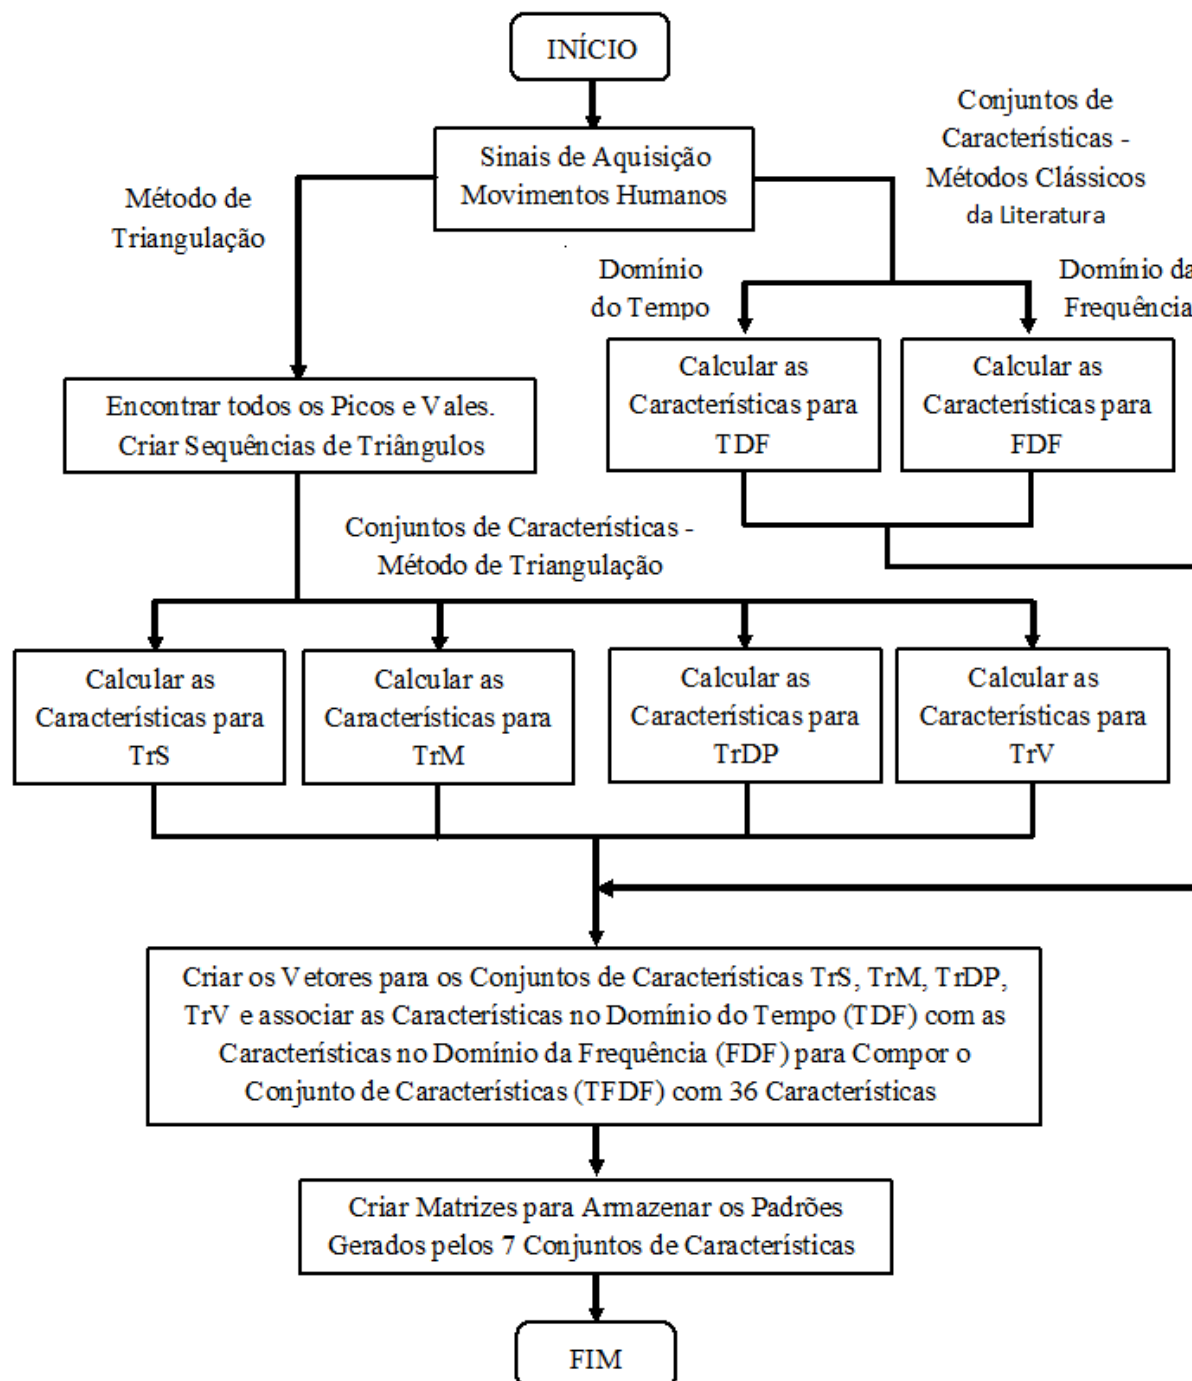 INÍCIO
Sinais de Aquisição
Movimentos Humanos
Conjuntos de
Características -
Métodos Clássicos
da Literatura
Método de
Triangulação
Domínio
do Tempo
Domínio da
Frequência
Calcular as
Características para
TDF
Calcular as
Características para
FDF
Encontrar todos os Picos e Vales.
Criar Sequências de Triângulos
Conjuntos de Características -
Método de Triangulação
Calcular as
Características para
TrS
Calcular as
Características para
TrM
Calcular as
Características para
TrDP
Calcular as
Características para
TrV
Criar os Vetores para os Conjuntos de Características TrS, TrM, TrDP,
TrV e associar as Características no Domínio do Tempo (TDF) com as
Características no Domínio da Frequência (FDF) para Compor o
Conjunto de Características (TFDF) com 36 Características
Criar Matrizes para Armazenar os Padrões
Gerados pelos 7 Conjuntos de Características
FIM